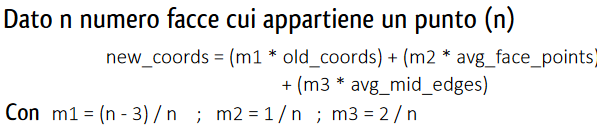 Dato n numero facce cui appartiene un punto (n)
new_coords = (m1 * old_coords) + (m2 * avg_face_points)
+ (m3 * avg_mid_edges)
Con m1 = (n - 3) / n ; m2 = 1 / n ; m3 = 2 / n